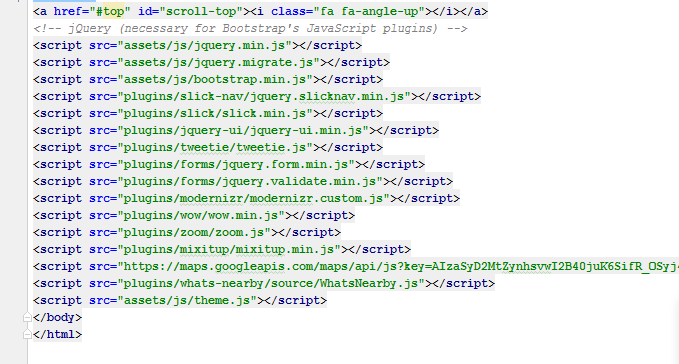 <a href="#top" id="scroll-top"><i class="fa fa-angle-up"></i></a>
<!-- jQuery (necessary for Bootstrap's JavaScript plugins) -->
<script src="assets/js/jquery.min.js"></script>
<script src="assets/js/jquery.migrate.js"></script>
<script src="assets/js/bootstrap.min.js"></script>
<script src="plugins/slick-nav/jquery.slicknav.min.js"></script>
<script src="plugins/slick/slick.min.js"></script>
<script src="plugins/jquery-ui/jquery-ui.min.js"></script>
<script src="plugins/tweetie/tweetie.js"></script>
<script src="plugins/forms/jquery.form.min.js"></script>
<script src="plugins/forms/jquery.validate.min.js"></script>
<script src="plugins/modernizr/modernizr.custom.js"></script>
<script src="plugins/wow/wow.min.js"></script>
<script src="plugins/zoom/zoom.js"></script>
<script src="plugins/mixitup/mixitup.min.js"></script>
<script src="https://maps.googleapis.com/maps/api/js?key=AIzaSyD2MtZynhsvwI2B40juK6SifR_OSyj4
<script src="plugins/whats-nearby/source/WhatsNearby.js"></script>
<script src="assets/js/theme.js"></script>
</body>
</html>